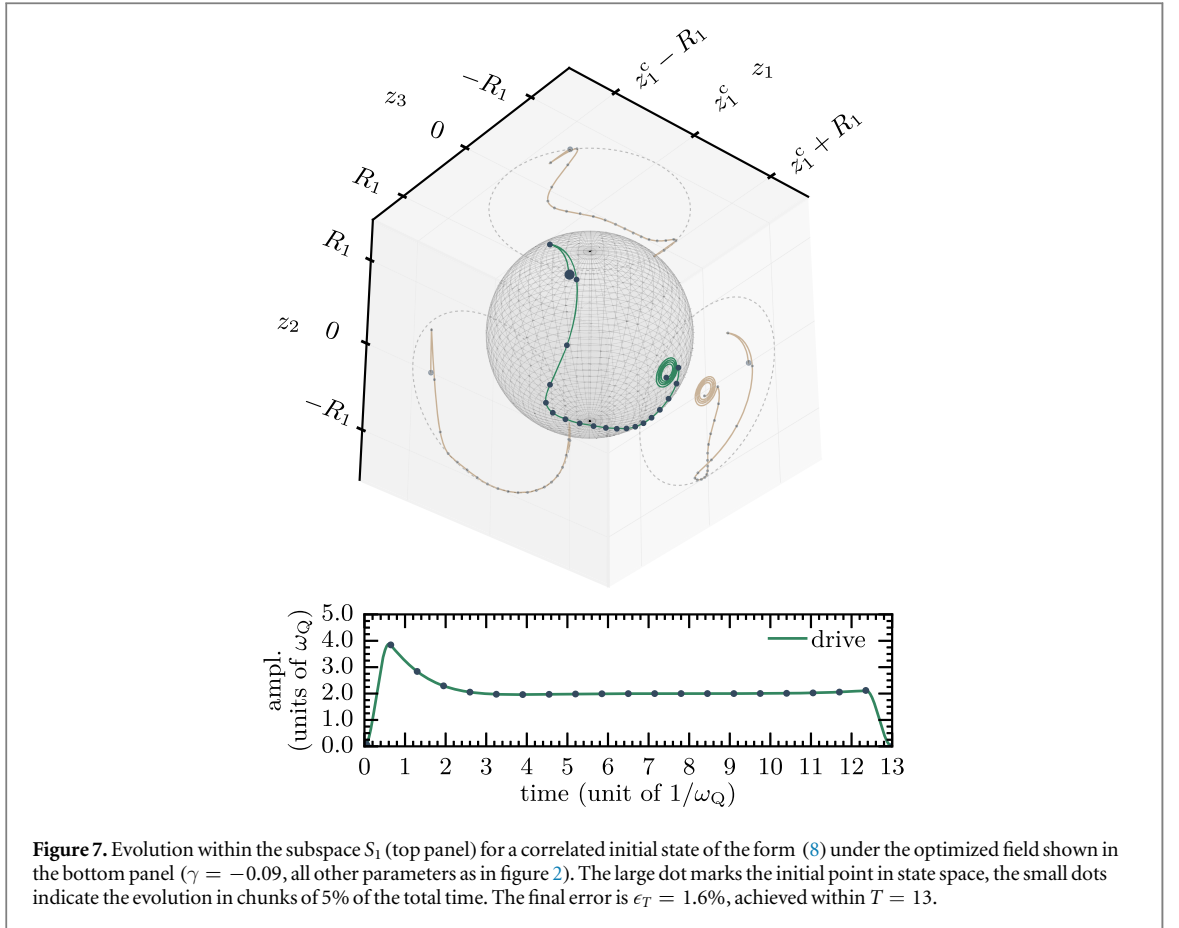 z₁ᶜ − R₁
z₁
−R₁
z₃
z₁ᶜ
0
z₁ᶜ + R₁
R₁
R₁
z₂ 0
−R₁
5.0
4.0
3.0
2.0
1.0
0.0
ampl.
(units of ω_Q)
drive
0 1 2 3 4 5 6 7 8 9 10 11 12 13
time (unit of 1/ω_Q)
Figure 7. Evolution within the subspace S₁ (top panel) for a correlated initial state of the form (8) under the optimized field shown in
the bottom panel (γ = −0.09, all other parameters as in figure 2). The large dot marks the initial point in state space, the small dots
indicate the evolution in chunks of 5% of the total time. The final error is ϵ_T = 1.6%, achieved within T = 13.